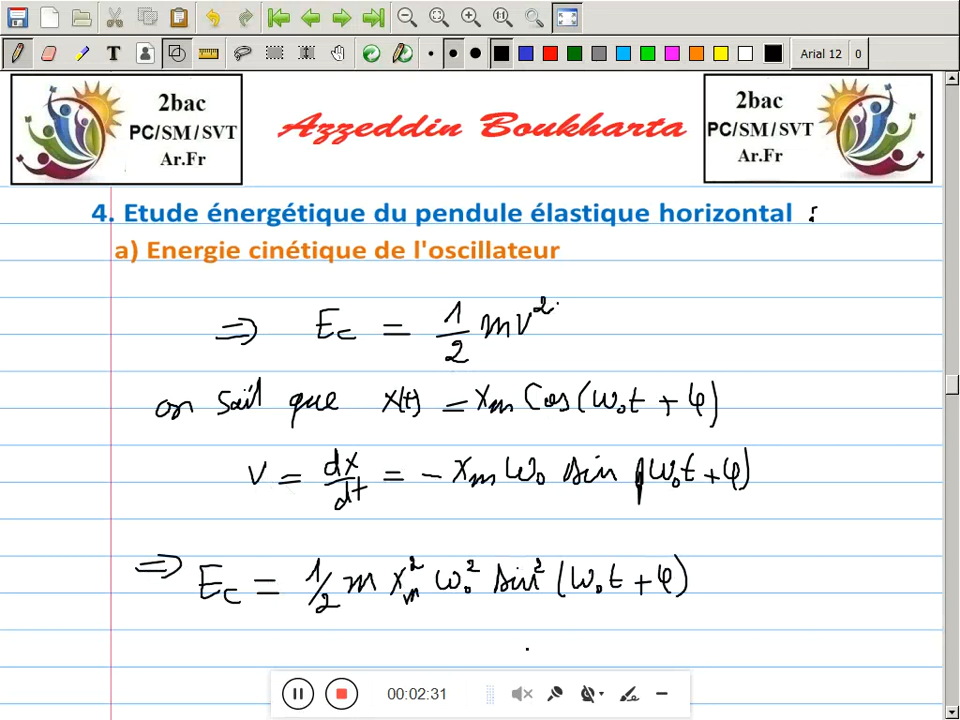 Arial 12 0
2bac
PC/SM/SVT
Ar.Fr
Azzeddin Boukharta
2bac
PC/SM/SVT
Ar.Fr
4. Etude énergétique du pendule élastique horizontal :
a) Energie cinétique de l'oscillateur
=> Ec = 1/2 mv²
on sait que x(t) = xm Cos(ω₀t + φ)
v = dx/dt = - xm ω₀ sin (ω₀t + φ)
=> Ec = 1/2 m xm² ω₀² sin² (ω₀t + φ)
00:02:31